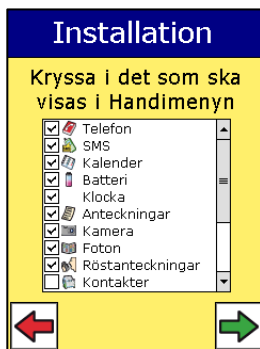 Installation
Kryssa i det som ska
visas i Handimenyn
Telefon
SMS
Kalender
Batteri
Klocka
Anteckningar
Kamera
Foton
Röstanteckningar
Kontakter